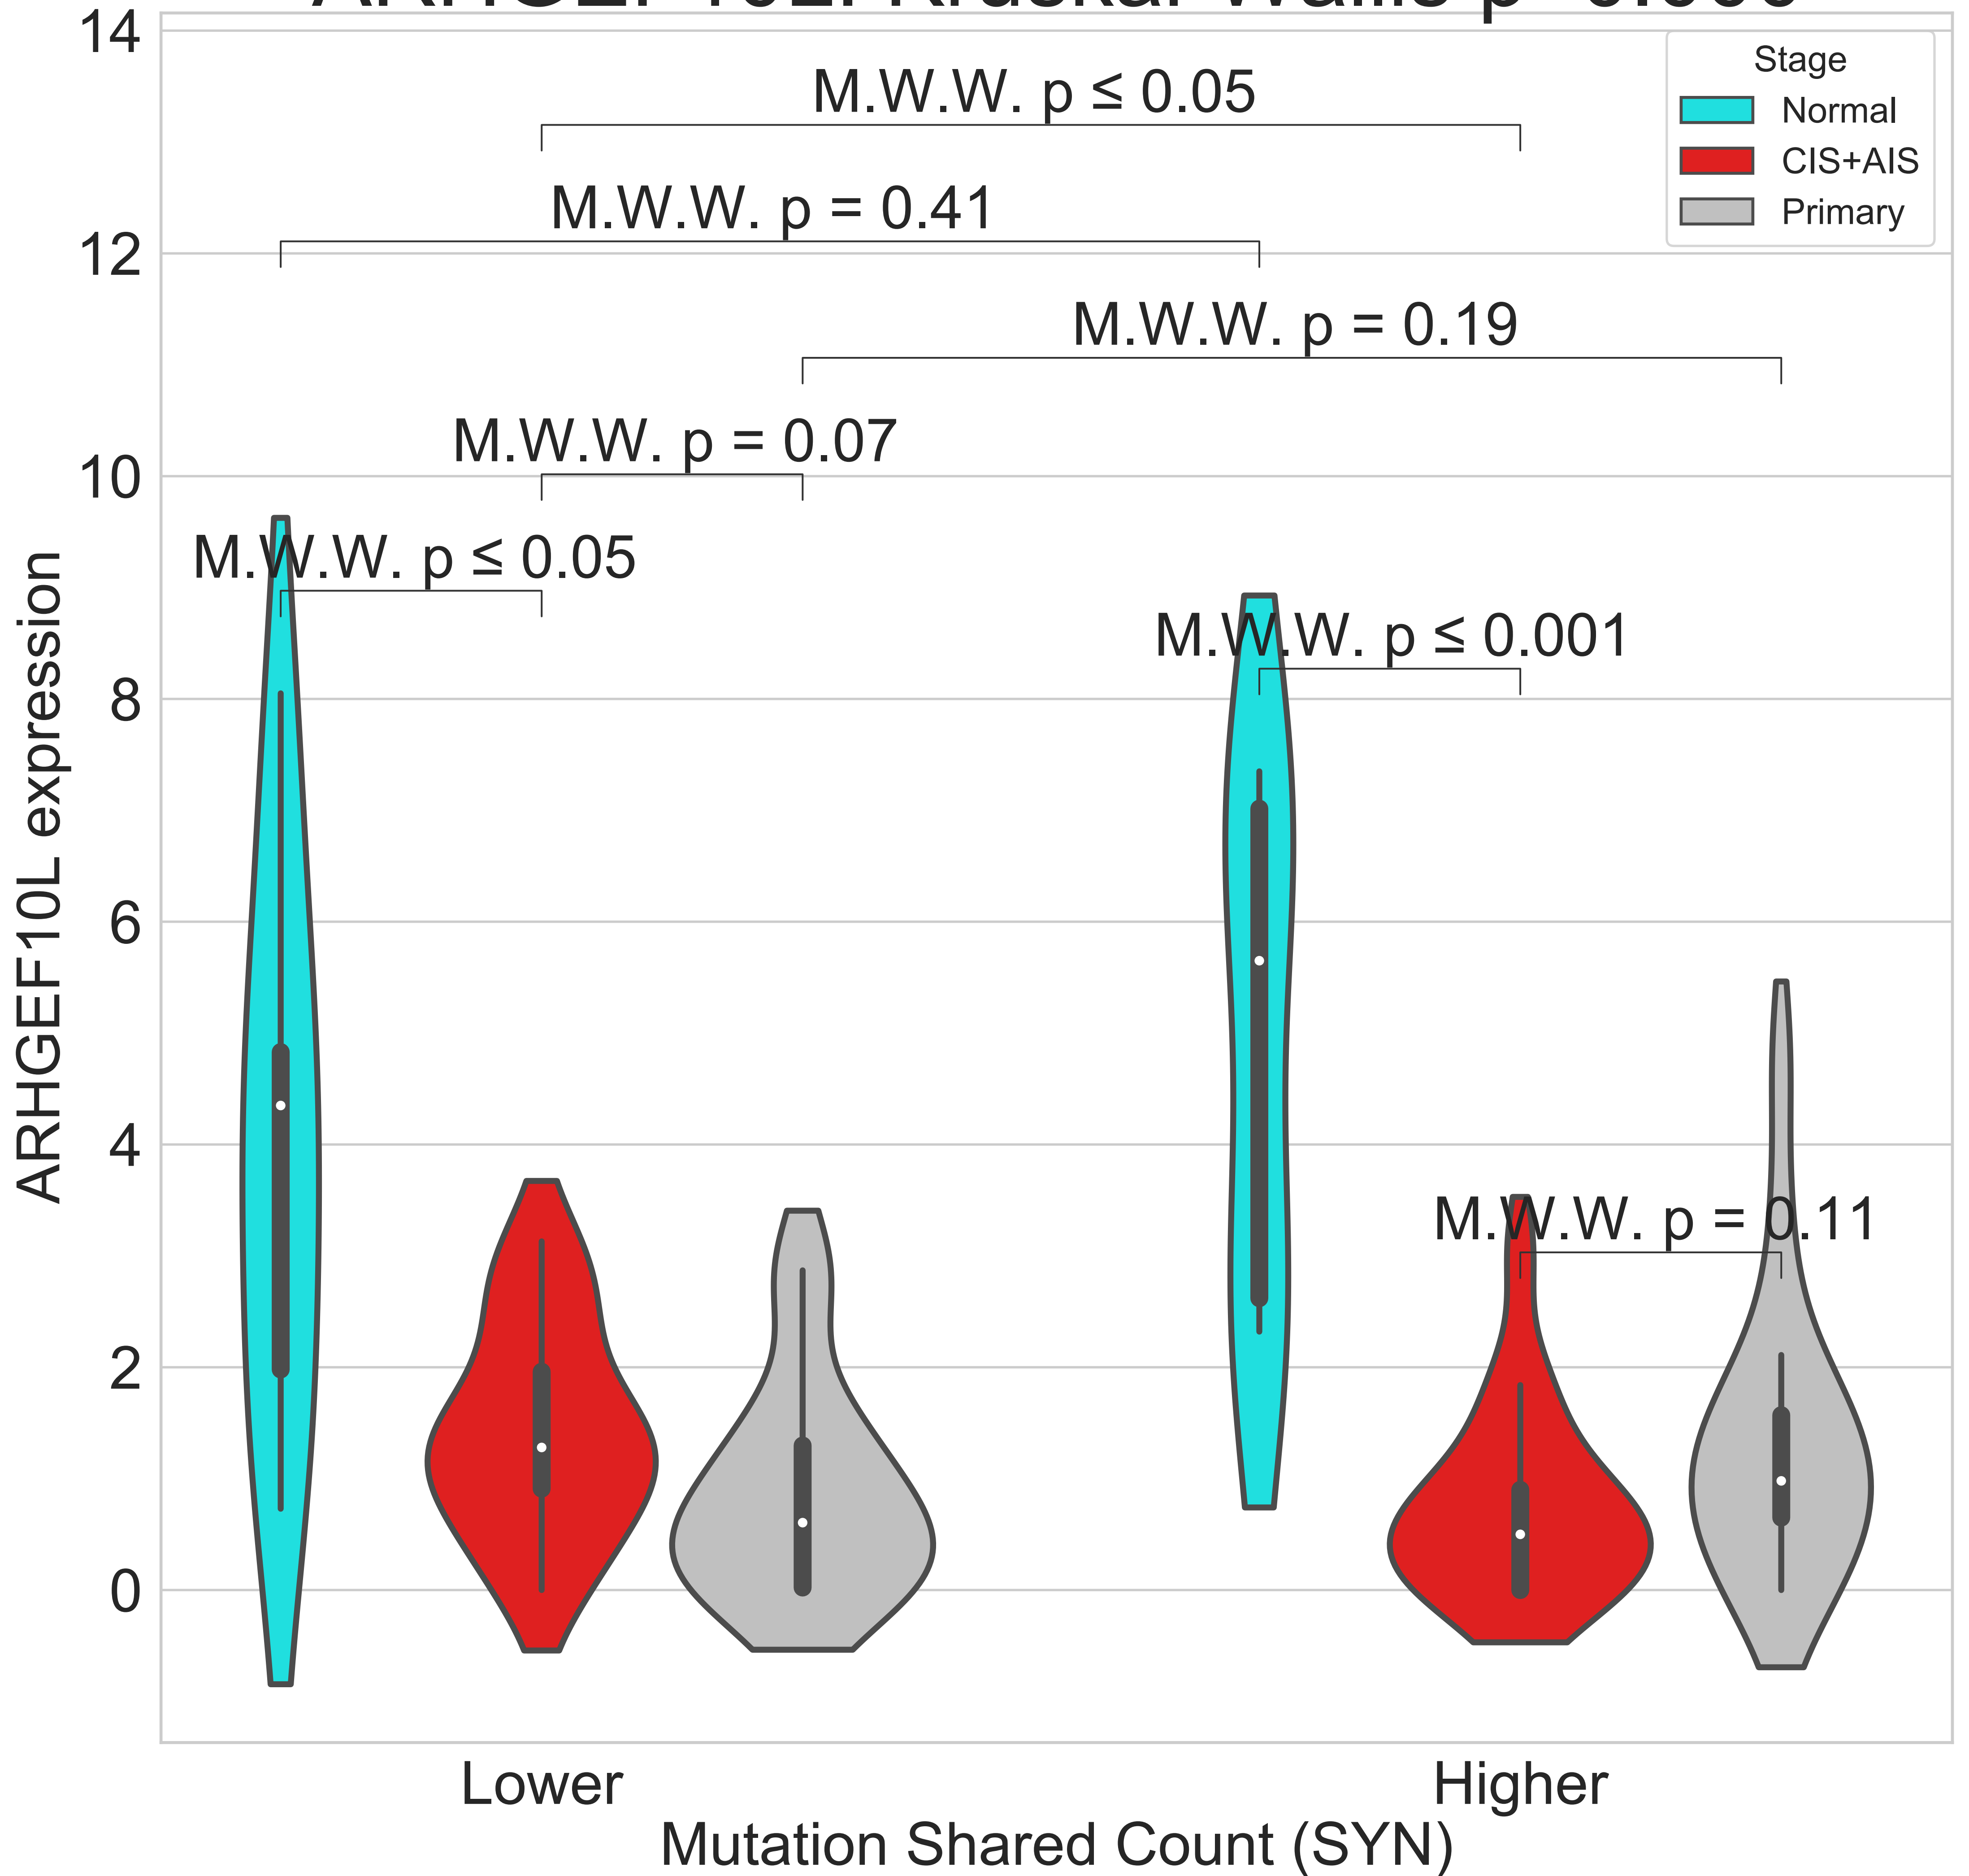 14
M.W.W. p ≤ 0.05
Stage
Normal
CIS+AIS
Primary
M.W.W. p = 0.41
12
M.W.W. p = 0.19
M.W.W. p = 0.07
10
M.W.W. p ≤ 0.05
M.W.W. p ≤ 0.001
8
6
4
M.W.W. p = 0.11
2
0
ARHGEF10L expression
Lower
Higher
Mutation Shared Count (SYN)